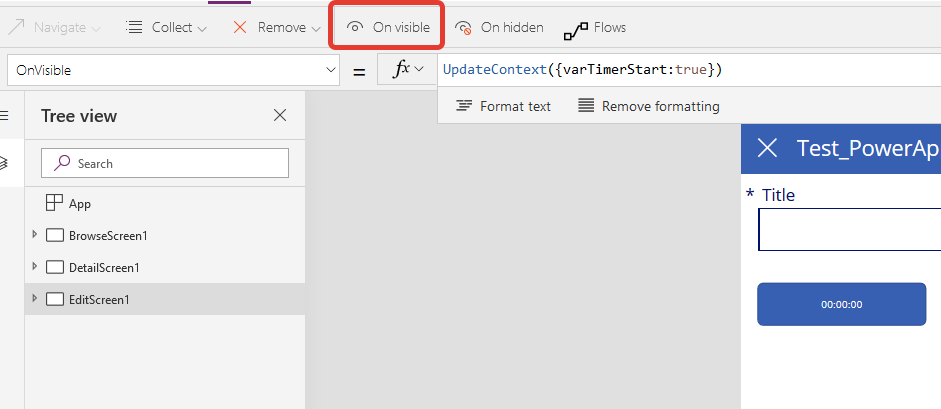 Navigate Collect Remove On visible On hidden Flows
OnVisible = fx UpdateContext({varTimerStart:true})
Format text Remove formatting
Tree view
Search
App
BrowseScreen1
DetailScreen1
EditScreen1
Test_PowerAp
* Title
00:00:00